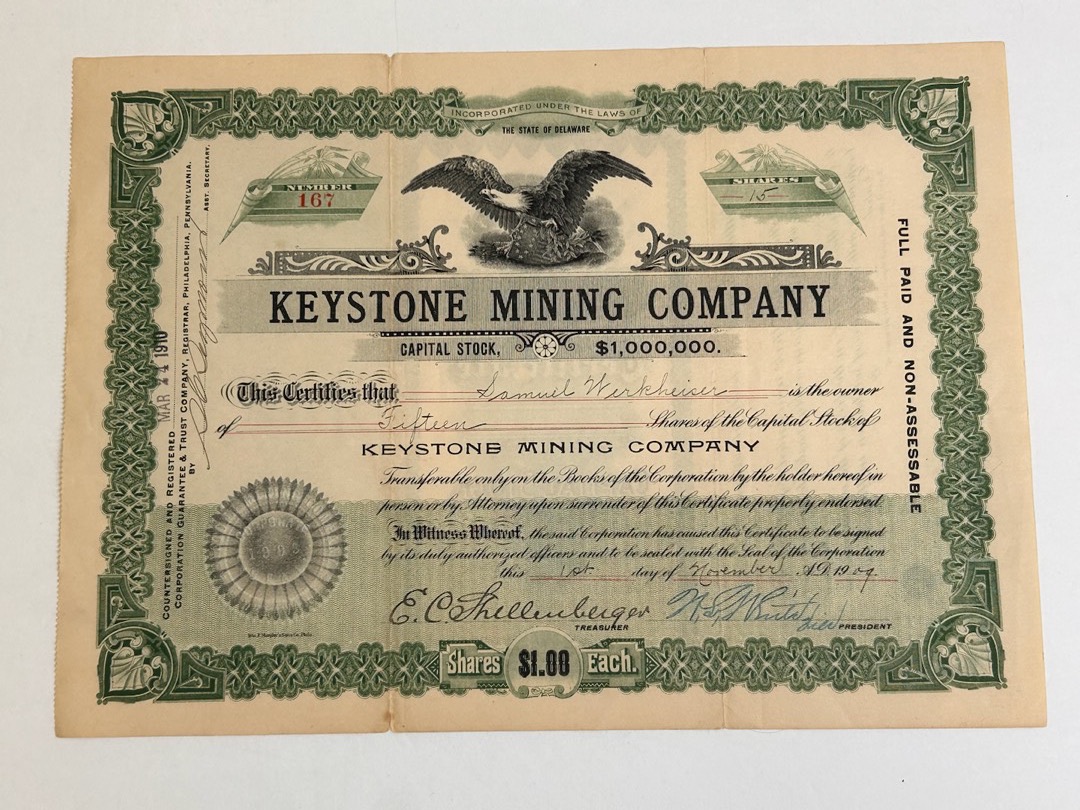 INCORPORATED UNDER THE LAWS OF
THE STATE OF DELAWARE
NUMBER
167
SHARES
15
KEYSTONE MINING COMPANY
CAPITAL STOCK, $1,000,000.
This Certifies that Samuel Werkheiser is the owner
of Fifteen Shares of the Capital Stock of
KEYSTONE MINING COMPANY
Transferable only on the Books of the Corporation by the holder hereof in
person or by Attorney upon surrender of this Certificate properly endorsed.
In Witness Whereof, the said Corporation has caused this Certificate to be signed
by its duly authorized officers and to be sealed with the Seal of the Corporation
this 1st day of November A.D. 1909.
E. C. Shellenberger
TREASURER
PRESIDENT
Shares $1.00 Each.
COUNTERSIGNED AND REGISTERED MAR 1910
CORPORATION GUARANTEE & TRUST COMPANY, REGISTRAR, PHILADELPHIA, PENNSYLVANIA.
BY
ASST. SECRETARY.
FULL PAID AND NON-ASSESSABLE